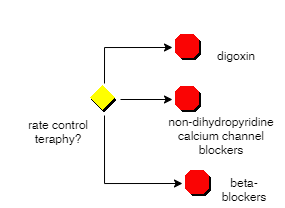 digoxin
rate control
teraphy?
non-dihydropyridine
calcium channel
blockers
beta-
blockers